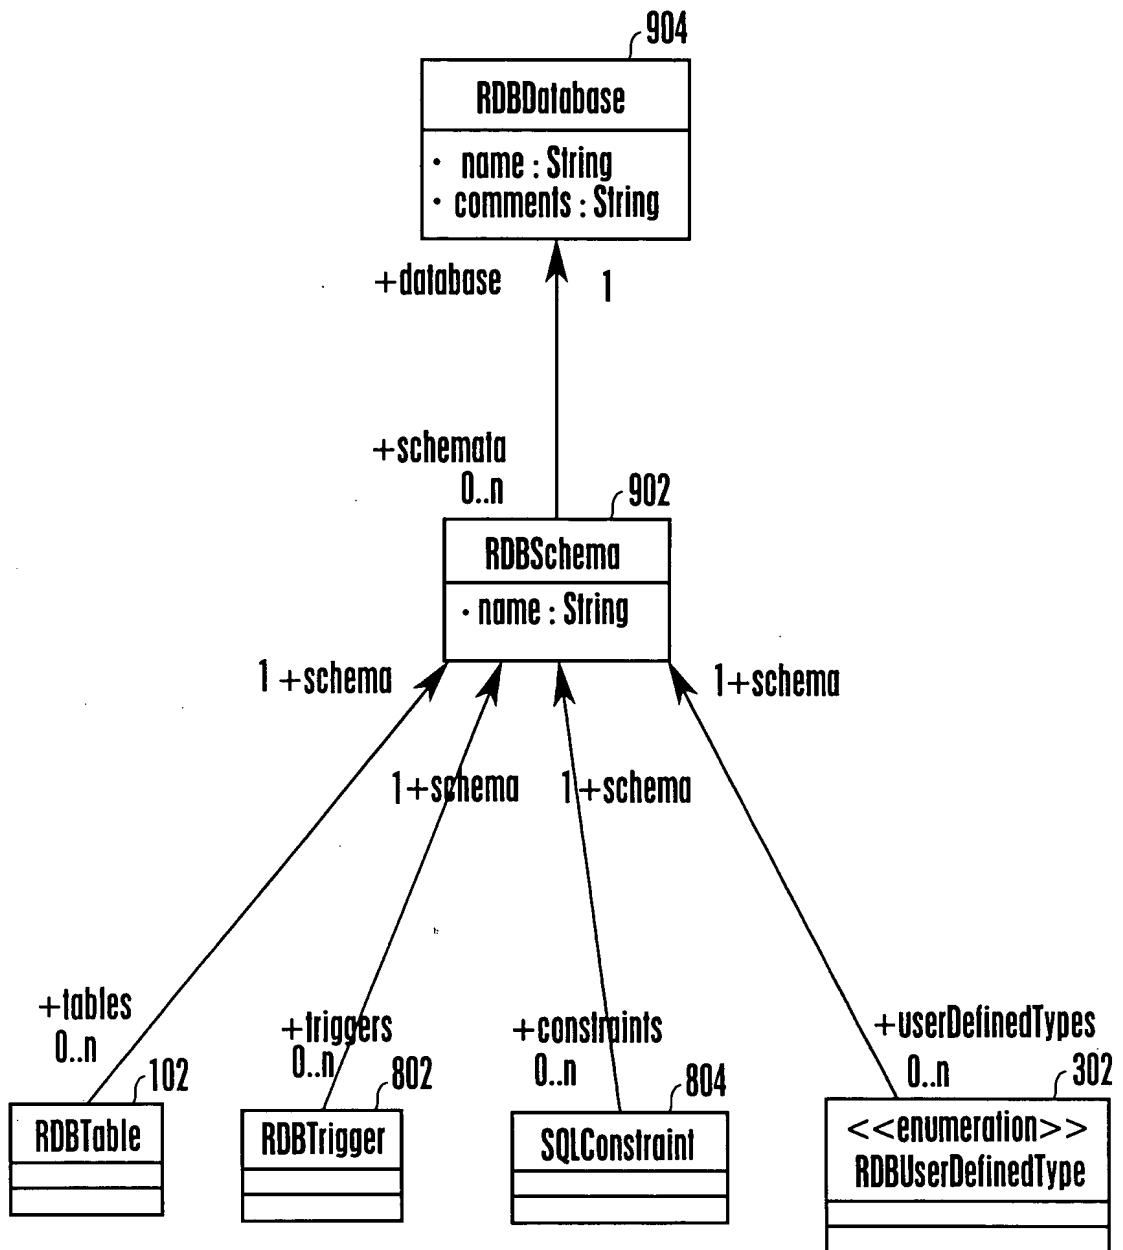 904
RDBDatabase
· name : String
· comments : String
+database
1
+schemata
0..n
902
RDBSchema
· name : String
1 +schema
1+schema
1+schema
1+schema
+tables
0..n
+triggers
0..n
+constraints
0..n
+userDefinedTypes
0..n
102
802
804
302
RDBTable
RDBTrigger
SQLConstraint
<<enumeration>>
RDBUserDefinedType